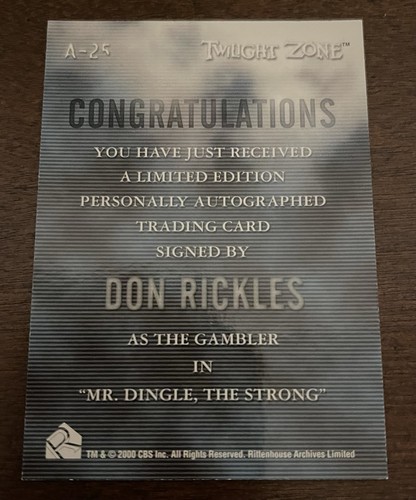 A-25 TWILIGHT ZONE™
CONGRATULATIONS
YOU HAVE JUST RECEIVED
A LIMITED EDITION
PERSONALLY AUTOGRAPHED
TRADING CARD
SIGNED BY
DON RICKLES
AS THE GAMBLER
IN
"MR. DINGLE, THE STRONG"
TM & © 2000 CBS Inc. All Rights Reserved. Rittenhouse Archives Limited